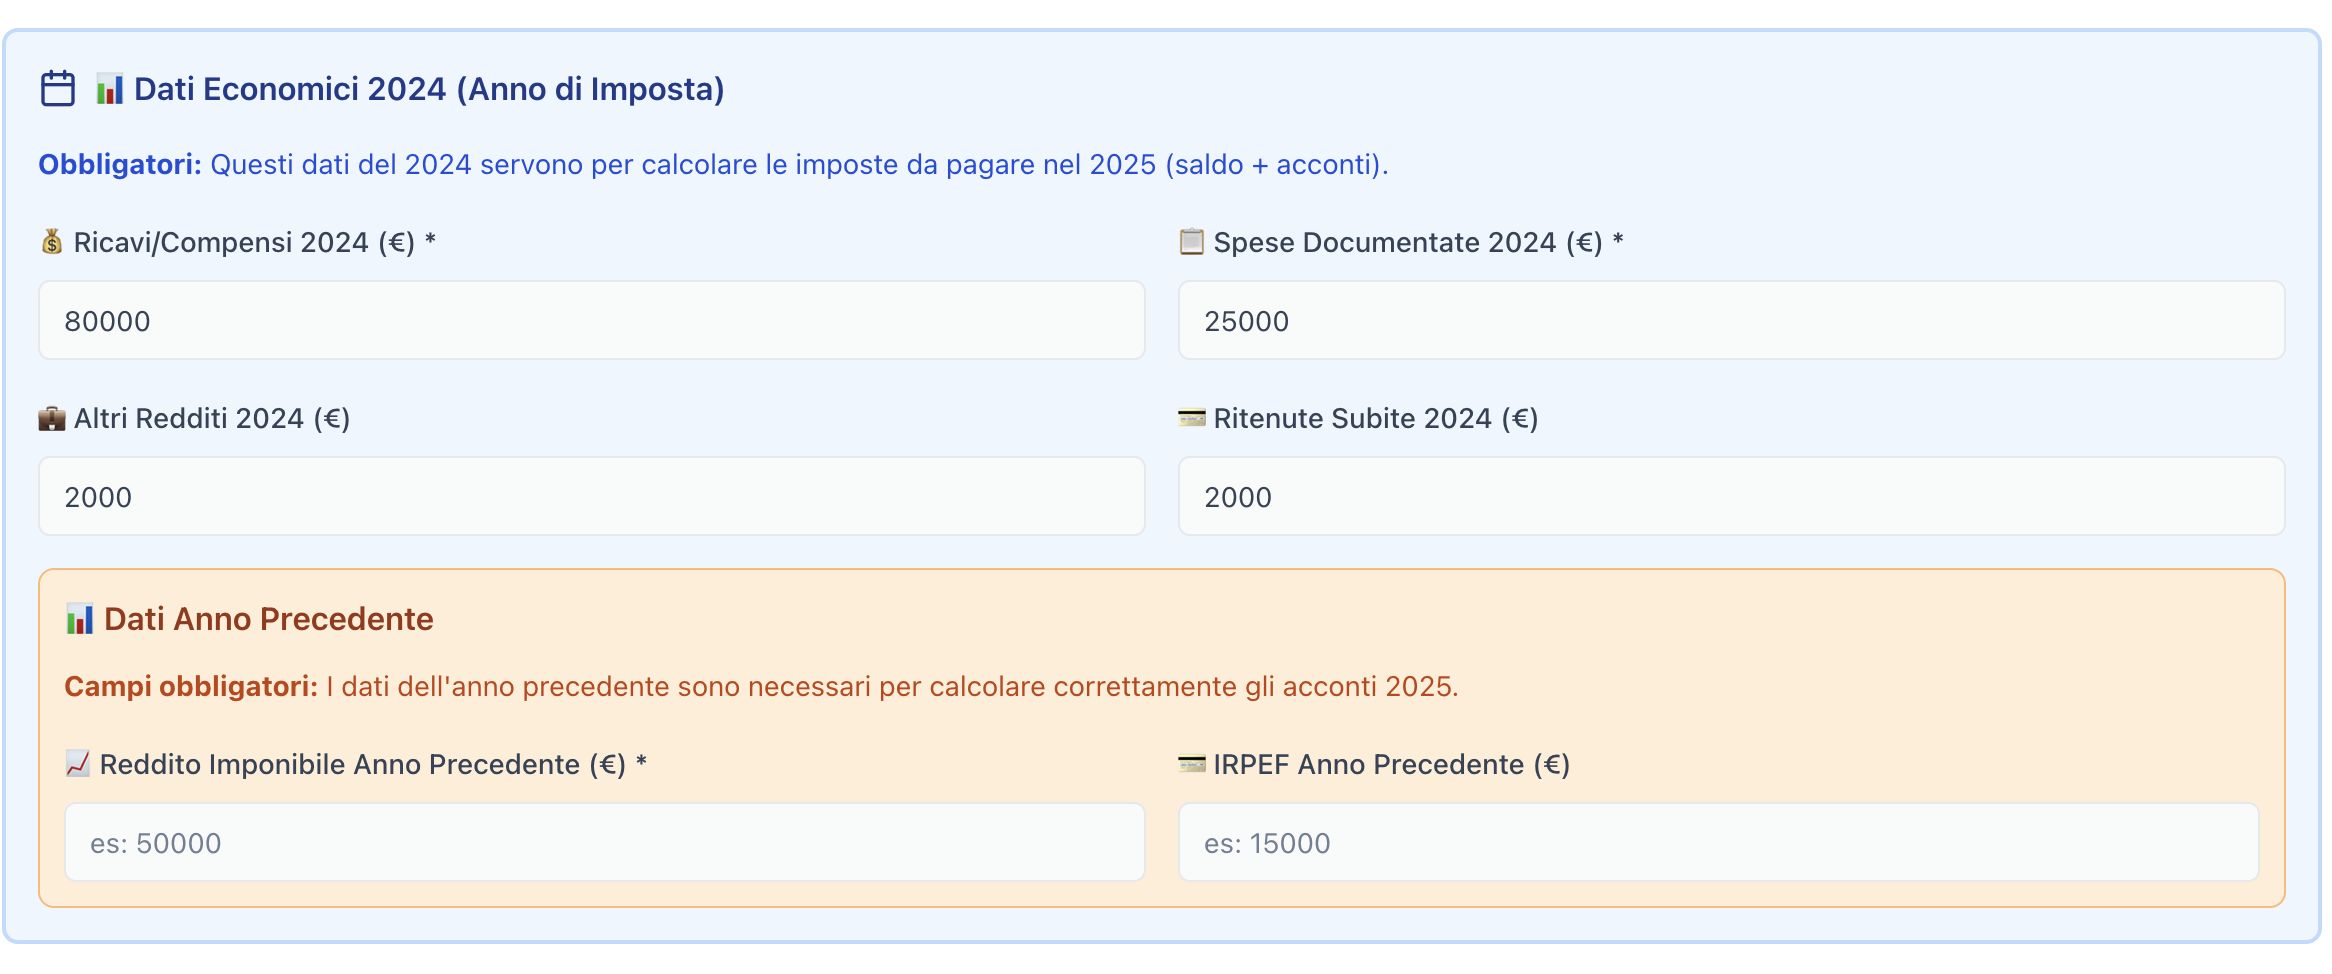 📊 Dati Economici 2024 (Anno di Imposta)
Obbligatori: Questi dati del 2024 servono per calcolare le imposte da pagare nel 2025 (saldo + acconti).
💰 Ricavi/Compensi 2024 (€) *
📋 Spese Documentate 2024 (€) *
80000
25000
💼 Altri Redditi 2024 (€)
💳 Ritenute Subite 2024 (€)
2000
2000
📊 Dati Anno Precedente
Campi obbligatori: I dati dell'anno precedente sono necessari per calcolare correttamente gli acconti 2025.
📈 Reddito Imponibile Anno Precedente (€) *
💳 IRPEF Anno Precedente (€)
es: 50000
es: 15000